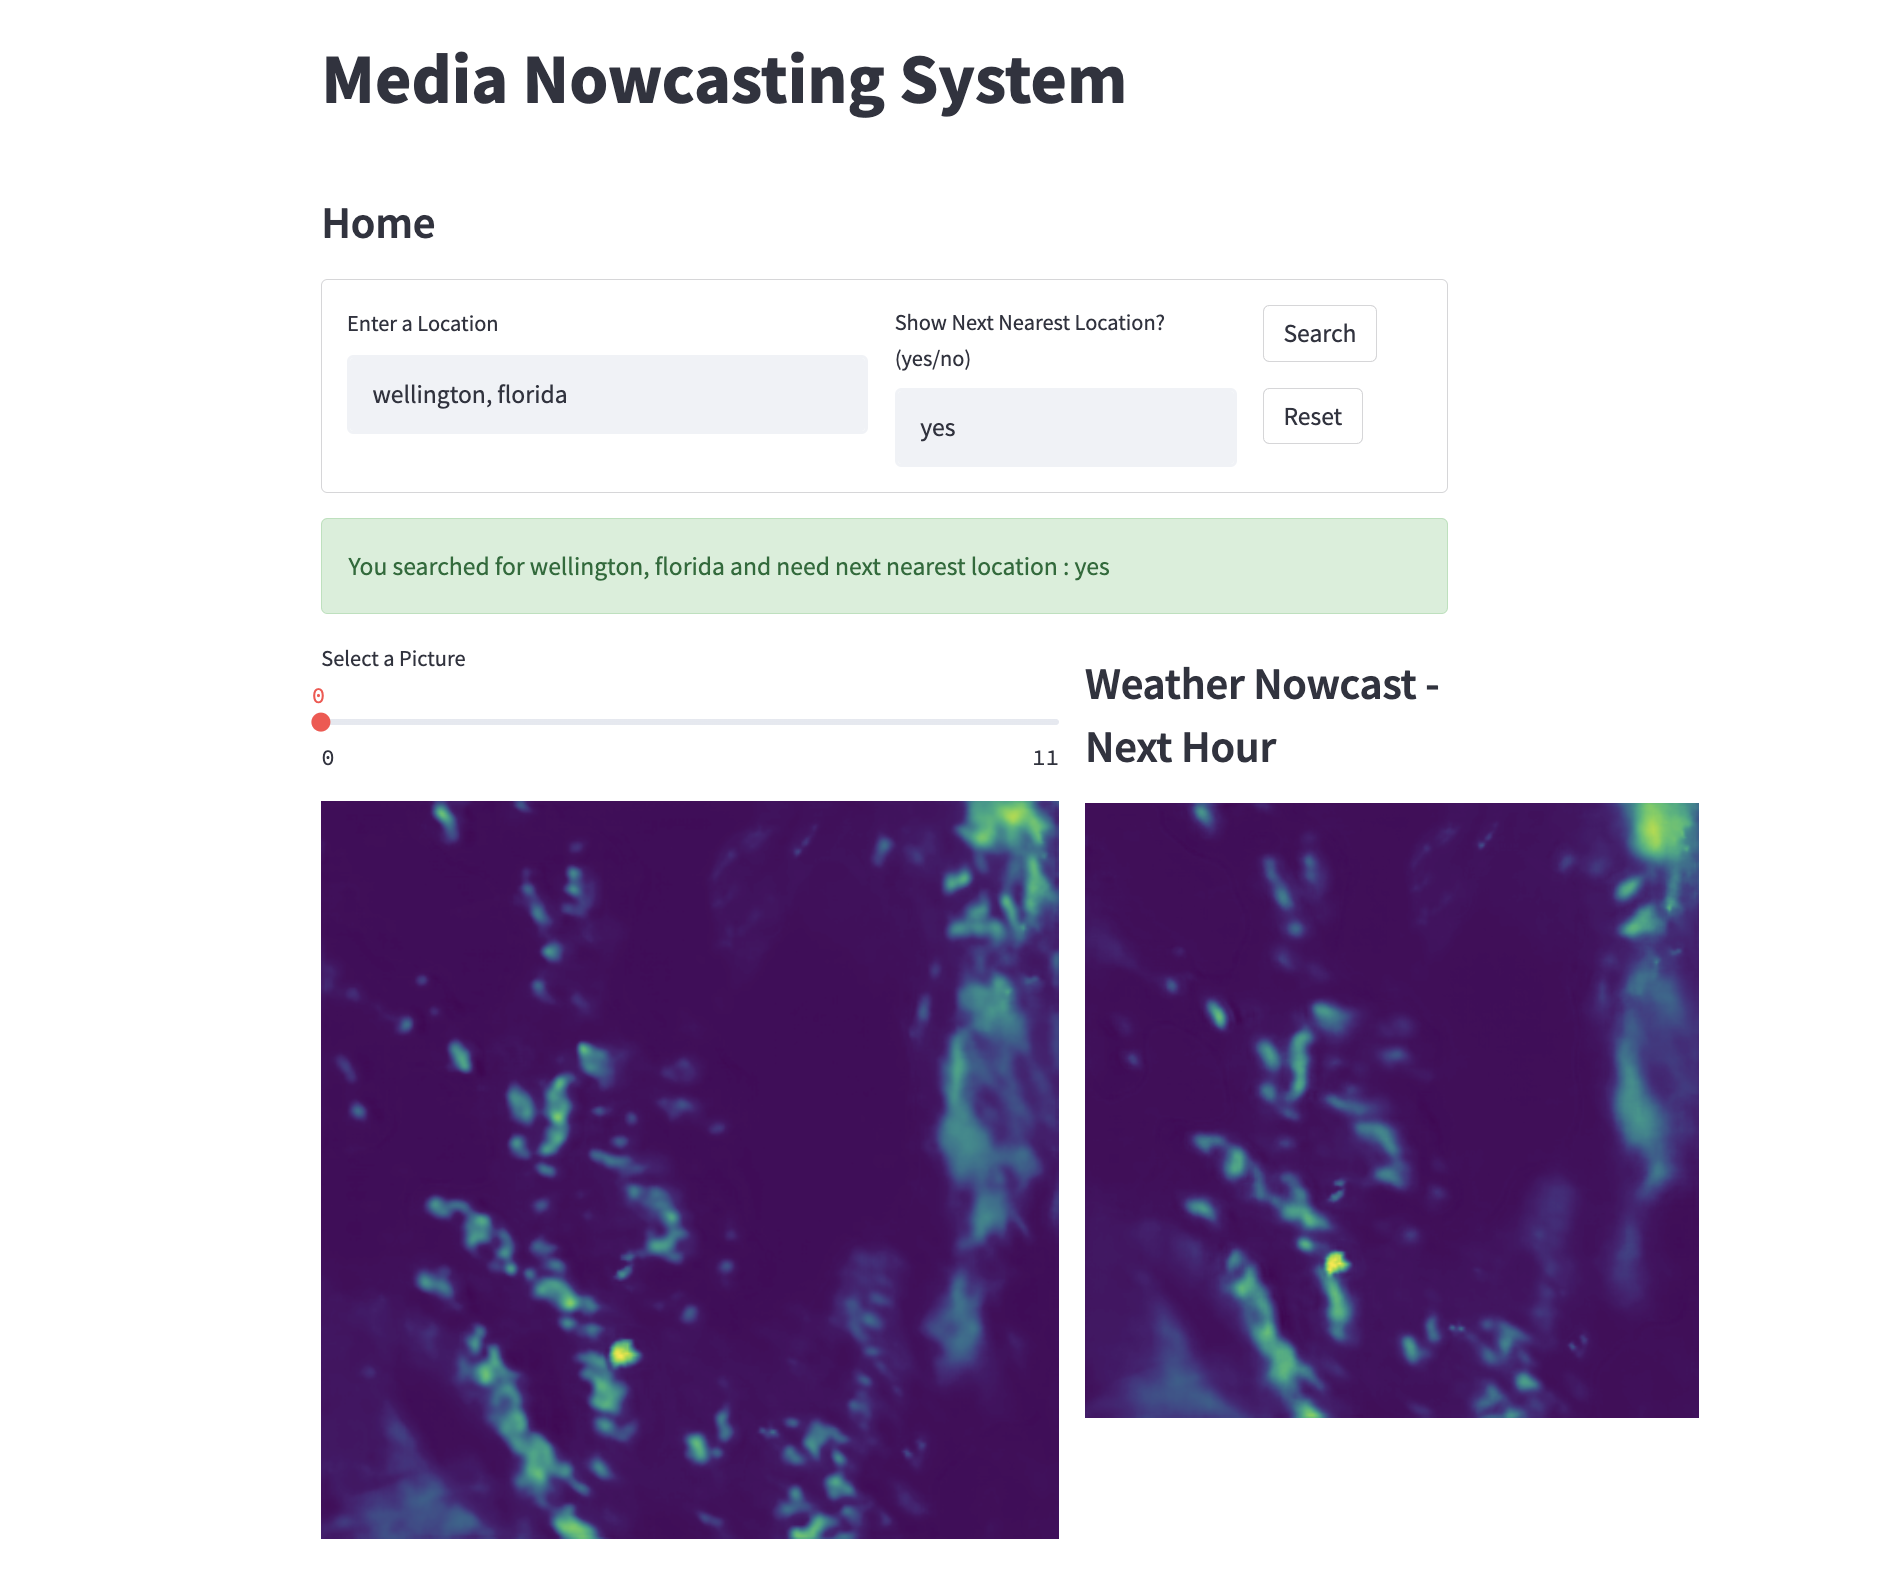 Media Nowcasting System
Home
Enter a Location
wellington, florida
Show Next Nearest Location?
(yes/no)
yes
Search
Reset
You searched for wellington, florida and need next nearest location : yes
Select a Picture
0
0
11
Weather Nowcast -
Next Hour